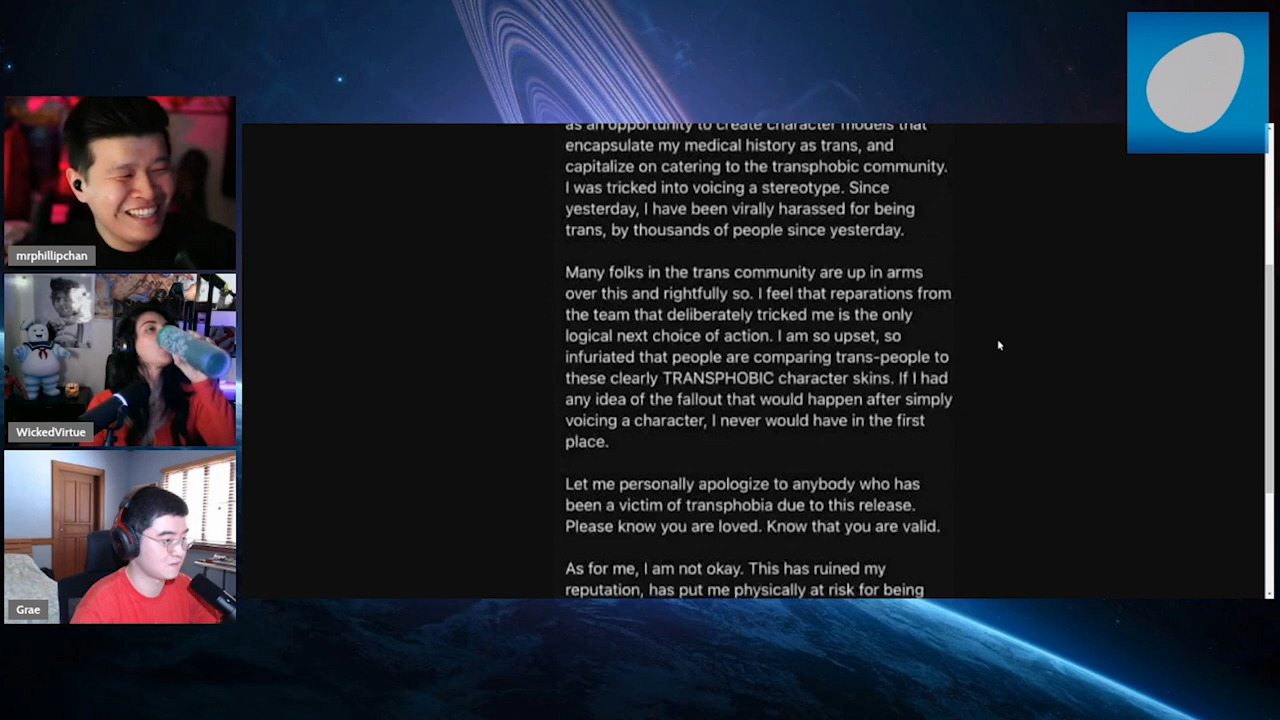 as an opportunity to create character models that
encapsulate my medical history as trans, and
capitalize on catering to the transphobic community.
I was tricked into voicing a stereotype. Since
yesterday, I have been virally harassed for being
trans, by thousands of people since yesterday.
Many folks in the trans community are up in arms
over this and rightfully so. I feel that reparations from
the team that deliberately tricked me is the only
logical next choice of action. I am so upset, so
infuriated that people are comparing trans-people to
these clearly TRANSPHOBIC character skins. If I had
any idea of the fallout that would happen after simply
voicing a character, I never would have in the first
place.
Let me personally apologize to anybody who has
been a victim of transphobia due to this release.
Please know you are loved. Know that you are valid.
As for me, I am not okay. This has ruined my
reputation, has put me physically at risk for being
mrphillipchan
WickedVirtue
Grae